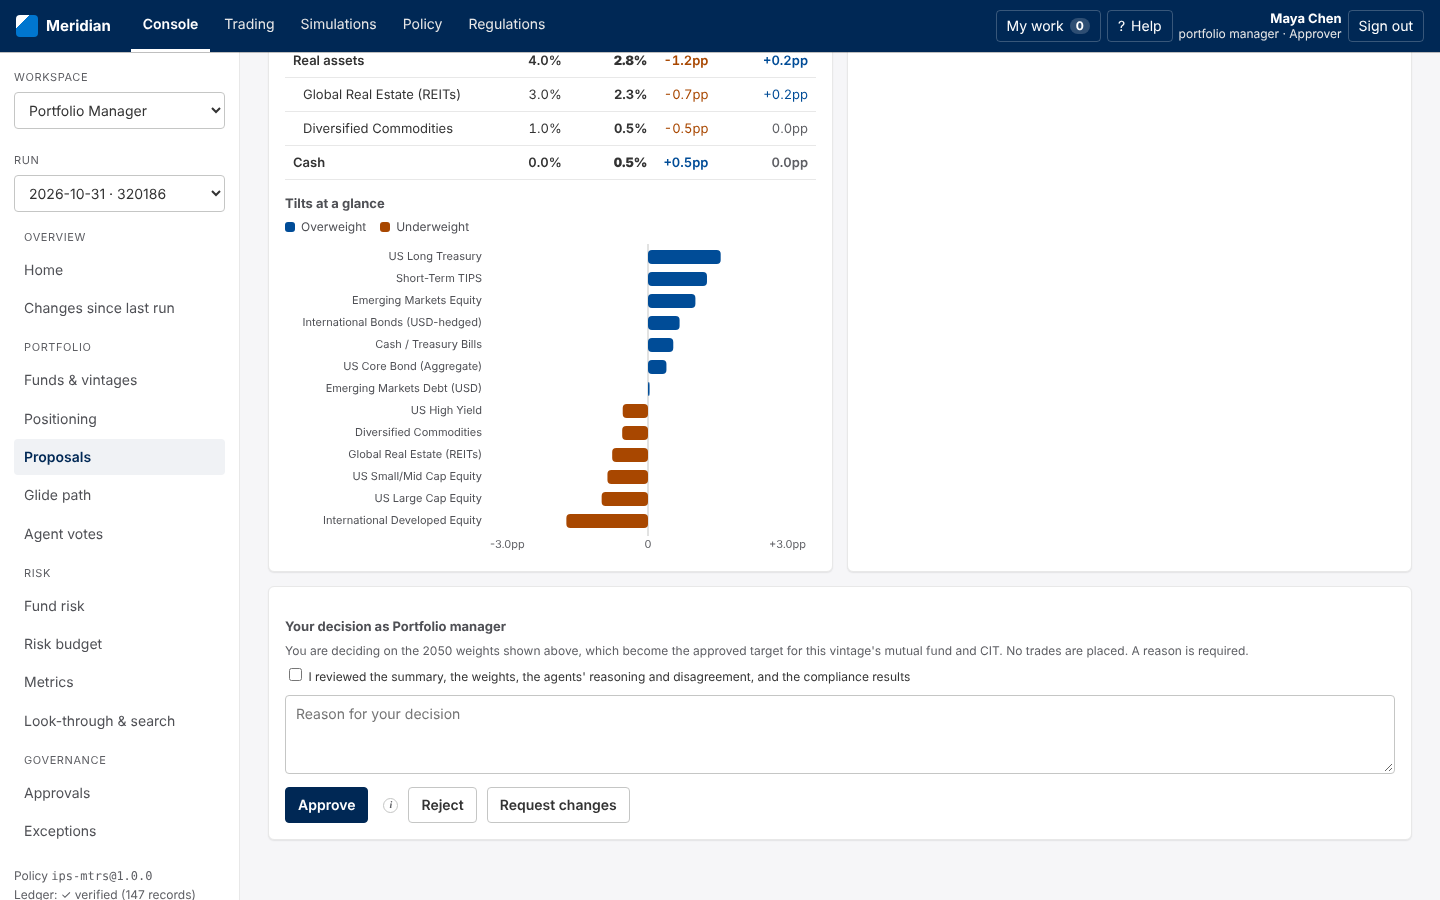 Meridian
Console Trading Simulations Policy Regulations
My work 0
? Help
Maya Chen
portfolio manager · Approver
Sign out
WORKSPACE
Portfolio Manager
RUN
2026-10-31 · 320186
OVERVIEW
Home
Changes since last run
PORTFOLIO
Funds & vintages
Positioning
Proposals
Glide path
Agent votes
RISK
Fund risk
Risk budget
Metrics
Look-through & search
GOVERNANCE
Approvals
Exceptions
Policy ips-mtrs@1.0.0
Ledger: ✓ verified (147 records)
Real assets 4.0% 2.8% -1.2pp +0.2pp
Global Real Estate (REITs) 3.0% 2.3% -0.7pp +0.2pp
Diversified Commodities 1.0% 0.5% -0.5pp 0.0pp
Cash 0.0% 0.5% +0.5pp 0.0pp
Tilts at a glance
Overweight Underweight
US Long Treasury
Short-Term TIPS
Emerging Markets Equity
International Bonds (USD-hedged)
Cash / Treasury Bills
US Core Bond (Aggregate)
Emerging Markets Debt (USD)
US High Yield
Diversified Commodities
Global Real Estate (REITs)
US Small/Mid Cap Equity
US Large Cap Equity
International Developed Equity
-3.0pp 0 +3.0pp
Your decision as Portfolio manager
You are deciding on the 2050 weights shown above, which become the approved target for this vintage's mutual fund and CIT. No trades are placed. A reason is required.
I reviewed the summary, the weights, the agents' reasoning and disagreement, and the compliance results
Reason for your decision
Approve i Reject Request changes